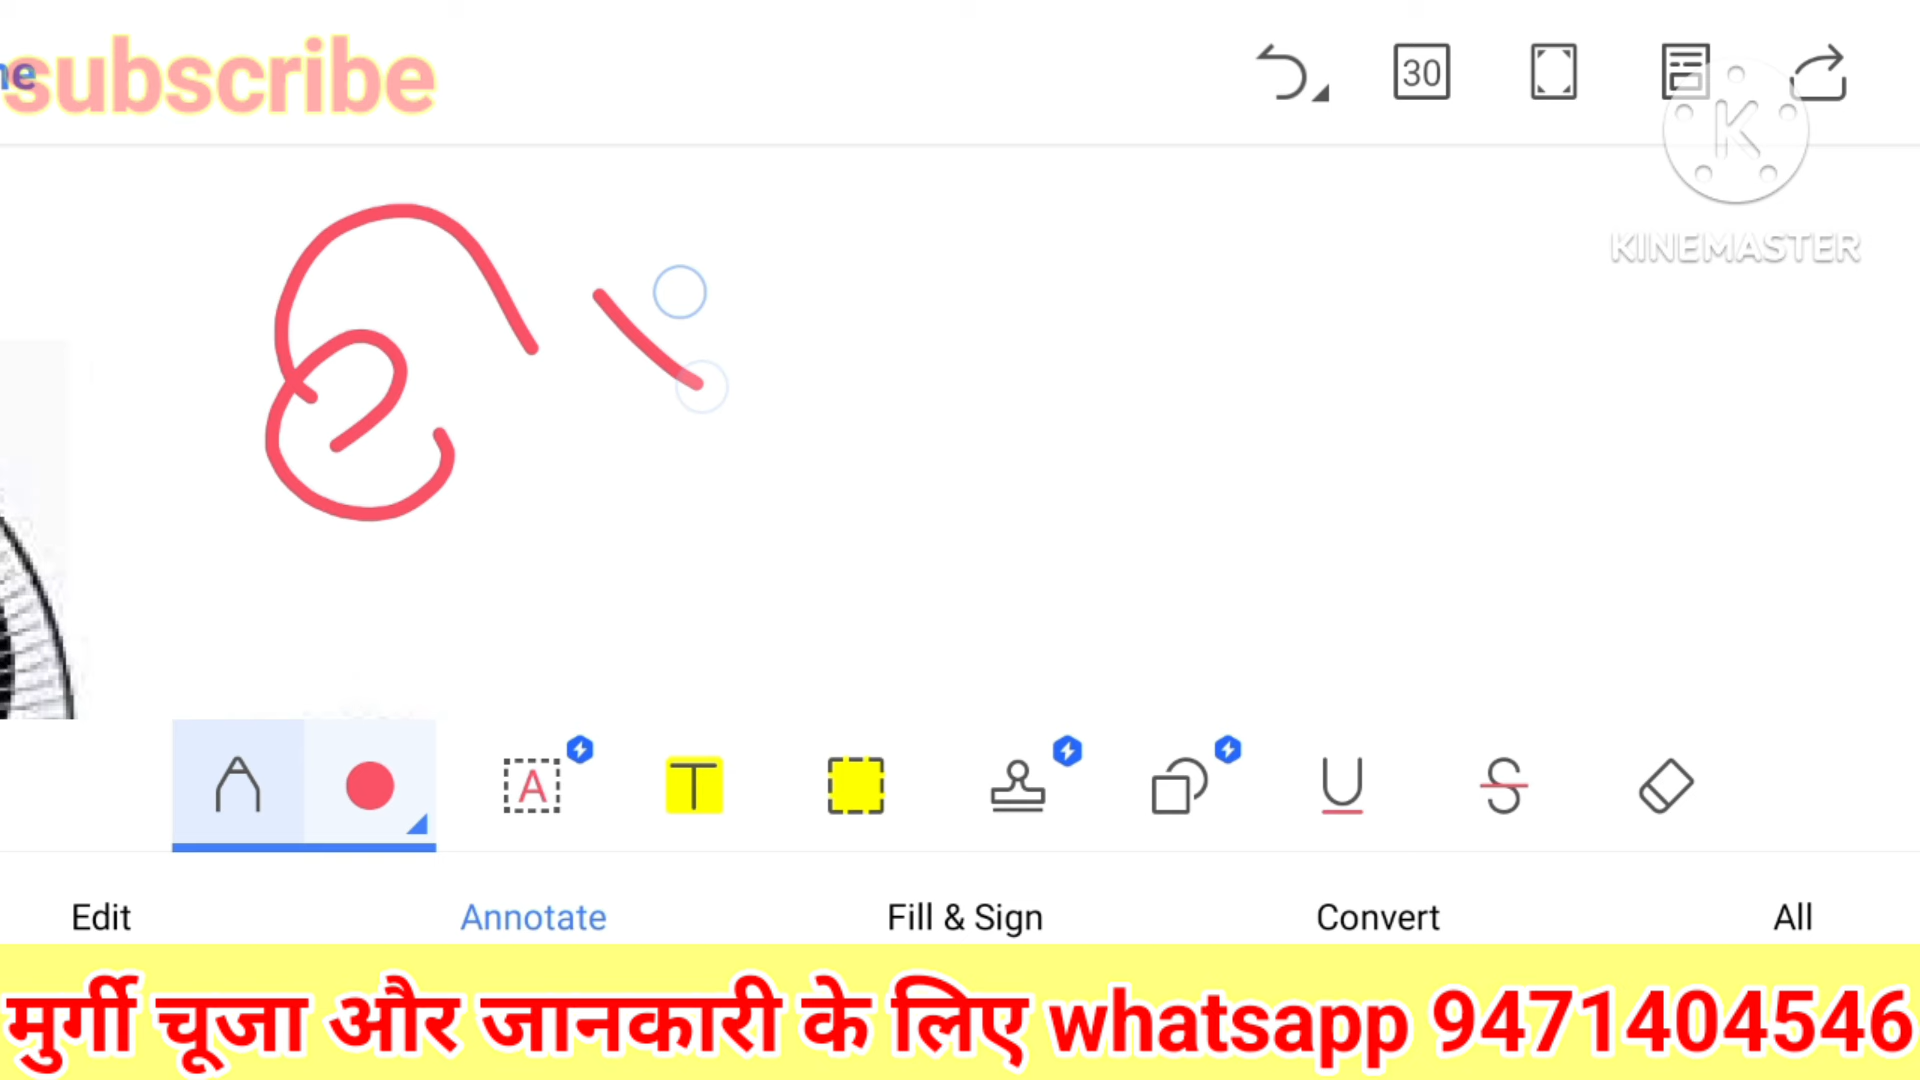 subscribe
30
KINEMASTER
Edit Annotate Fill & Sign Convert All
मुर्गी चूजा और जानकारी के लिए whatsapp 9471404546